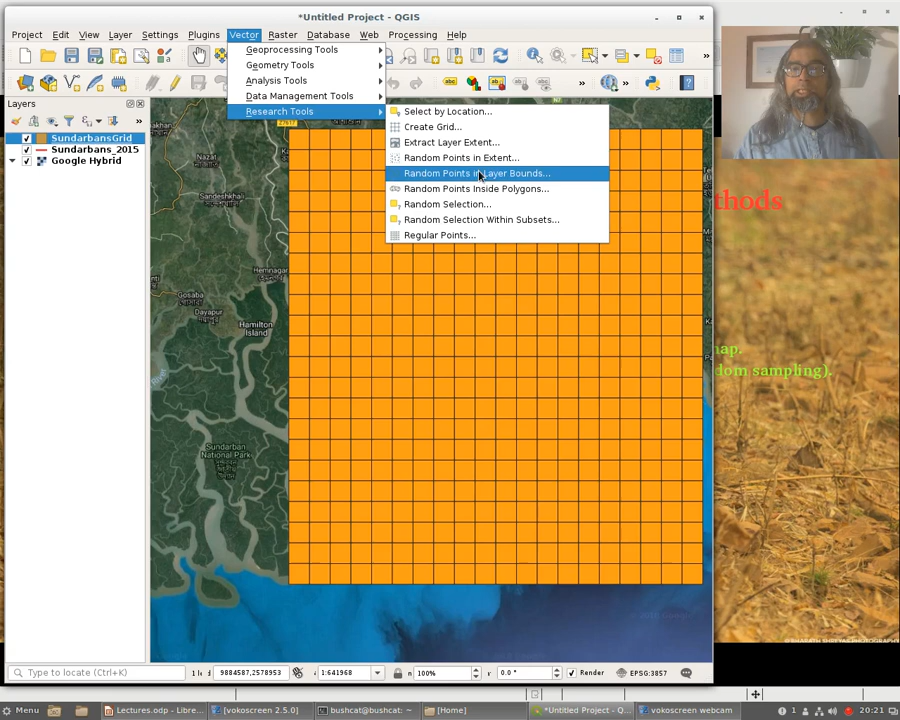 *Untitled Project - QGIS
Project Edit View Layer Settings Plugins Vector Raster Database Web Processing Help
Geoprocessing Tools
Geometry Tools
Analysis Tools
Data Management Tools
Research Tools
Select by Location...
Create Grid...
Extract Layer Extent...
Random Points in Extent...
Random Points in Layer Bounds...
Random Points Inside Polygons...
Random Selection...
Random Selection Within Subsets...
Regular Points...
Layers
SundarbansGrid
Sundarbans_2015
Google Hybrid
abc
Nazat
Sandeshkhali
Hemnagar
Gosaba
Dayapur
Hamilton
Island
River
Sundarban
National Park
thods
map.
dom sampling).
Type to locate (Ctrl+K)
9884587,2578953
1:641968
100%
0.0 °
Render
EPSG:3857
Menu
Lectures.odp - Libre...
[vokoscreen 2.5.0]
bushcat@bushcat: ~
[Home]
*Untitled Project - Q...
vokoscreen webcam
1
20:21